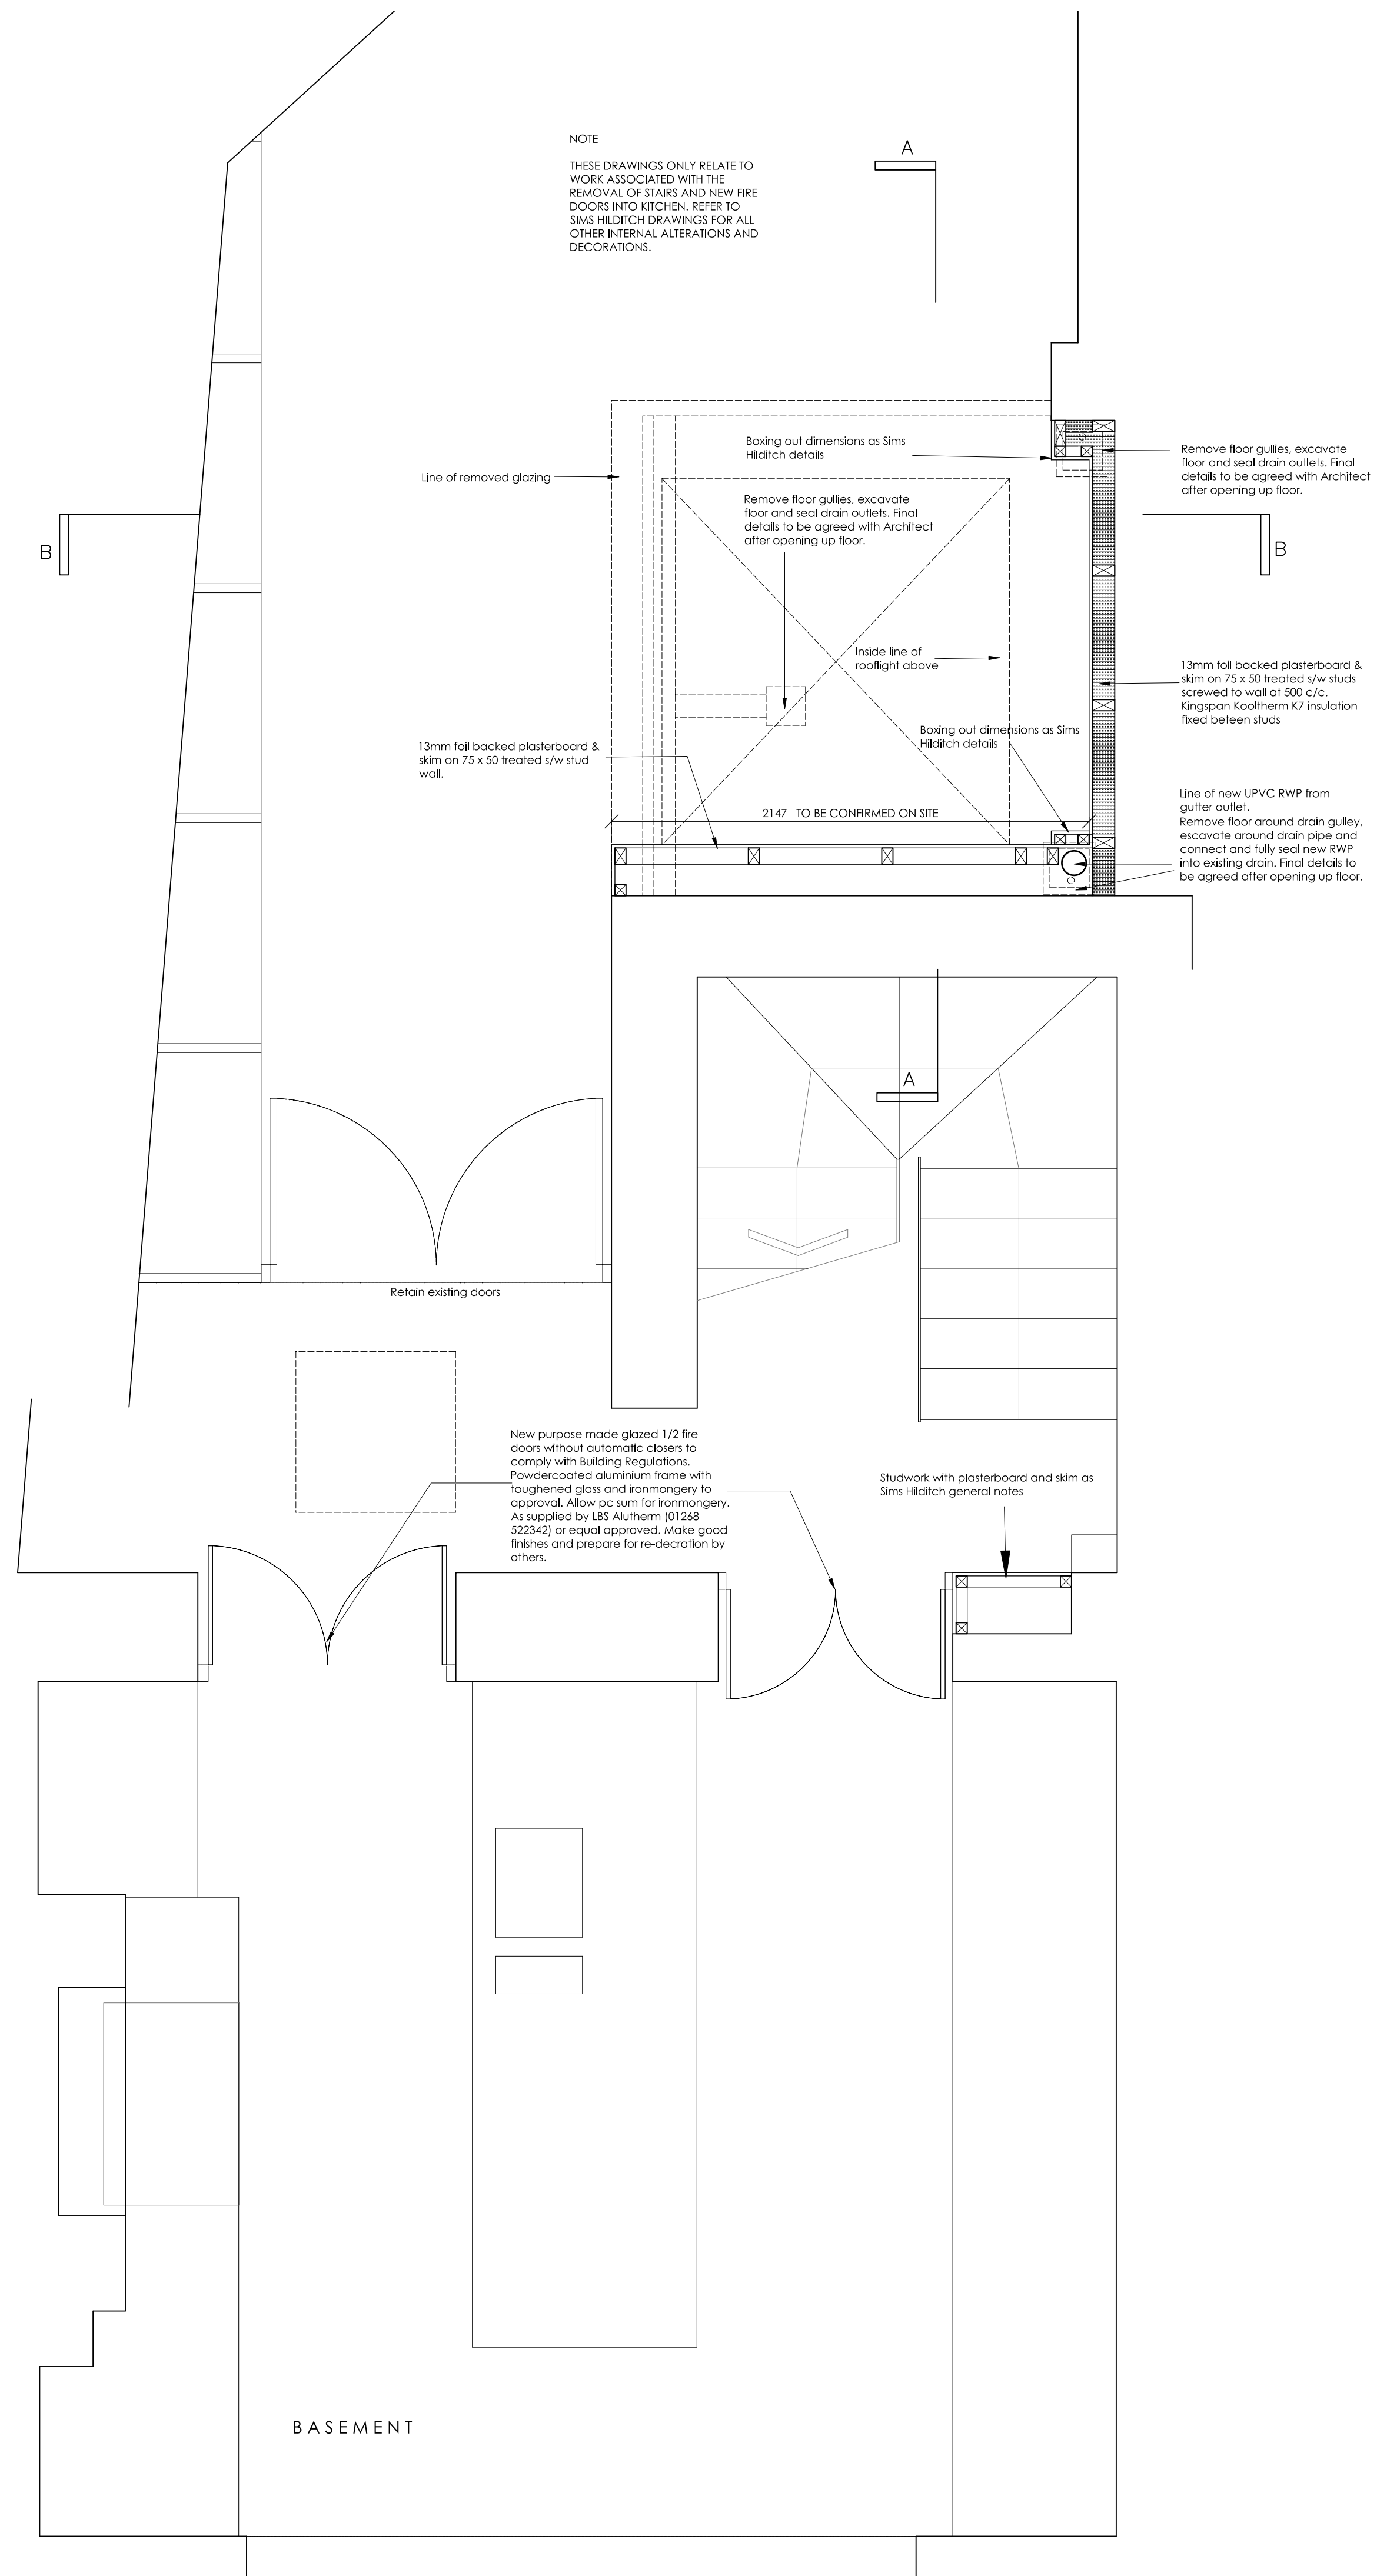 NOTE
THESE DRAWINGS ONLY RELATE TO
WORK ASSOCIATED WITH THE
REMOVAL OF STAIRS AND NEW FIRE
DOORS INTO KITCHEN. REFER TO
SIMS HILDITCH DRAWINGS FOR ALL
OTHER INTERNAL ALTERATIONS AND
DECORATIONS.
A
Boxing out dimensions as Sims
Hilditch details
Remove floor gullies, excavate
floor and seal drain outlets. Final
details to be agreed with Architect
after opening up floor.
Line of removed glazing
Remove floor gullies, excavate
floor and seal drain outlets. Final
details to be agreed with Architect
after opening up floor.
B
B
Inside line of
rooflight above
13mm foil backed plasterboard &
skim on 75 x 50 treated s/w studs
screwed to wall at 500 c/c.
Kingspan Kooltherm K7 insulation
fixed beteen studs
Boxing out dimensions as Sims
Hilditch details
13mm foil backed plasterboard &
skim on 75 x 50 treated s/w stud
wall.
2147 TO BE CONFIRMED ON SITE
Line of new UPVC RWP from
gutter outlet.
Remove floor around drain gulley,
escavate around drain pipe and
connect and fully seal new RWP
into existing drain. Final details to
be agreed after opening up floor.
A
Retain existing doors
New purpose made glazed 1/2 fire
doors without automatic closers to
comply with Building Regulations.
Powdercoated aluminium frame with
toughened glass and ironmongery to
approval. Allow pc sum for ironmongery.
As supplied by LBS Alutherm (01268
522342) or equal approved. Make good
finishes and prepare for re-decration by
others.
Studwork with plasterboard and skim as
Sims Hilditch general notes
BASEMENT